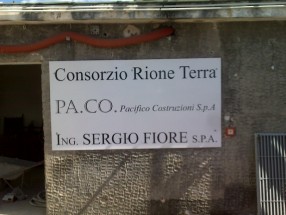 Consorzio Rione Terra
PA.CO. Pacifico Costruzioni S.p.A
ING. SERGIO FIORE S.P.A.